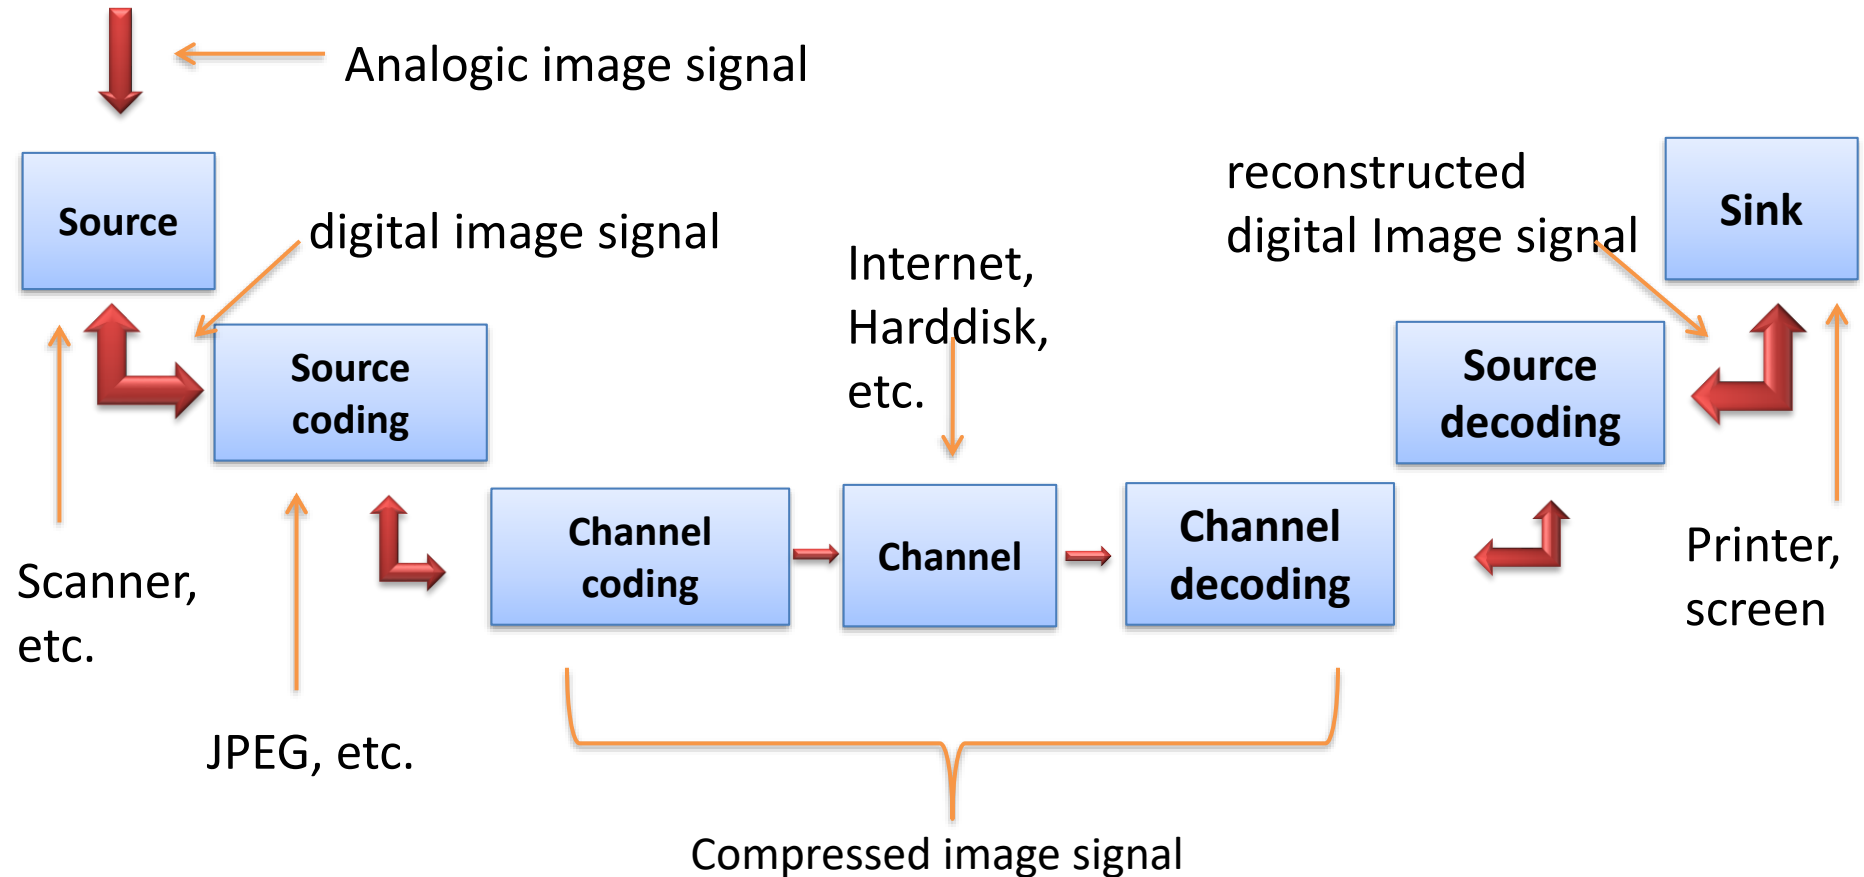 Analogic image signal
Source
digital image signal
reconstructed
digital Image signal
Sink
Internet,
Harddisk,
etc.
Source
coding
Source
decoding
Channel
coding
Channel
Channel
decoding
Scanner,
etc.
Printer,
screen
JPEG, etc.
Compressed image signal